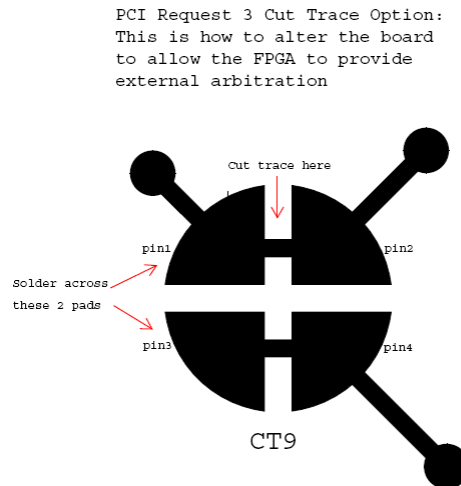 PCI Request 3 Cut Trace Option:
This is how to alter the board
to allow the FPGA to provide
external arbitration
Cut trace here
pin1
pin2
Solder across
these 2 pads
pin3
pin4
CT9